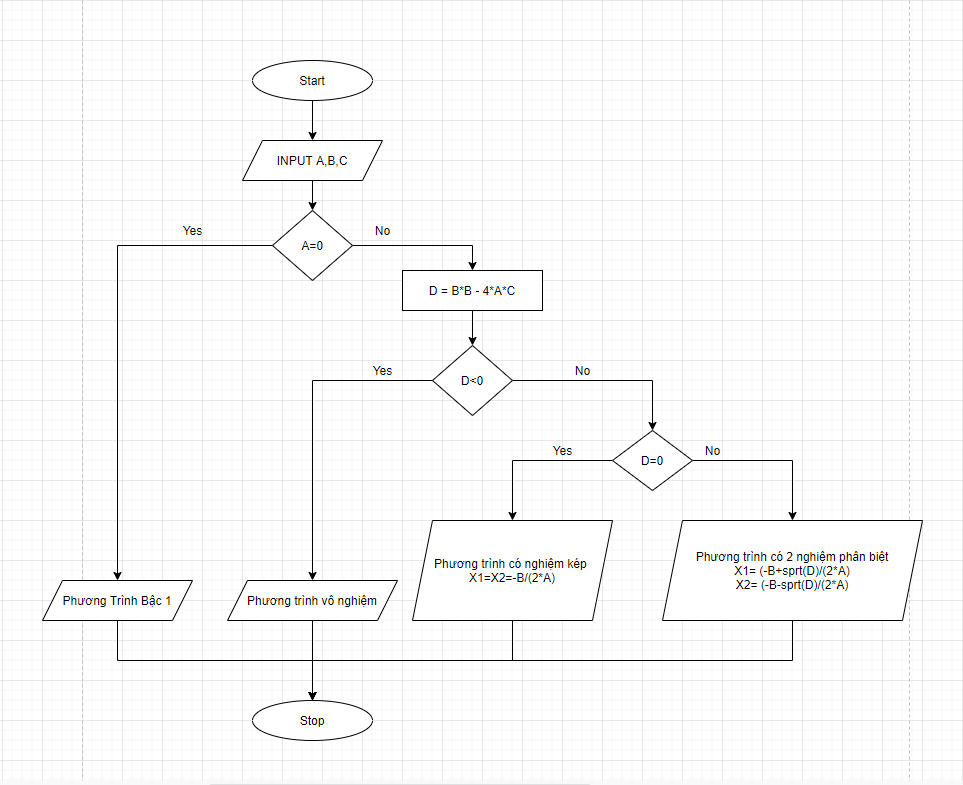 Start
INPUT A,B,C
Yes
No
A=0
D = B*B - 4*A*C
Yes
No
D<0
Yes
No
D=0
Phương trình có nghiệm kép
X1=X2=-B/(2*A)
Phương trình có 2 nghiệm phân biệt
X1= (-B+sprt(D)/(2*A)
X2= (-B-sprt(D)/(2*A)
Phương Trình Bậc 1
Phương trình vô nghiệm
Stop